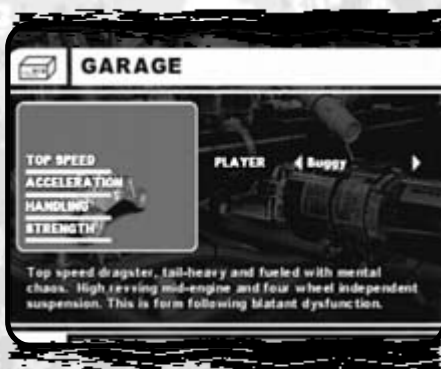 GARAGE
TOP SPEED
ACCELERATION
HANDLING
STRENGTH
PLAYER Buggy
Top speed dragster, tail-heavy and fueled with mental
chaos. High revving mid-engine and four wheel independent
suspension. This is form following blatant dysfunction.